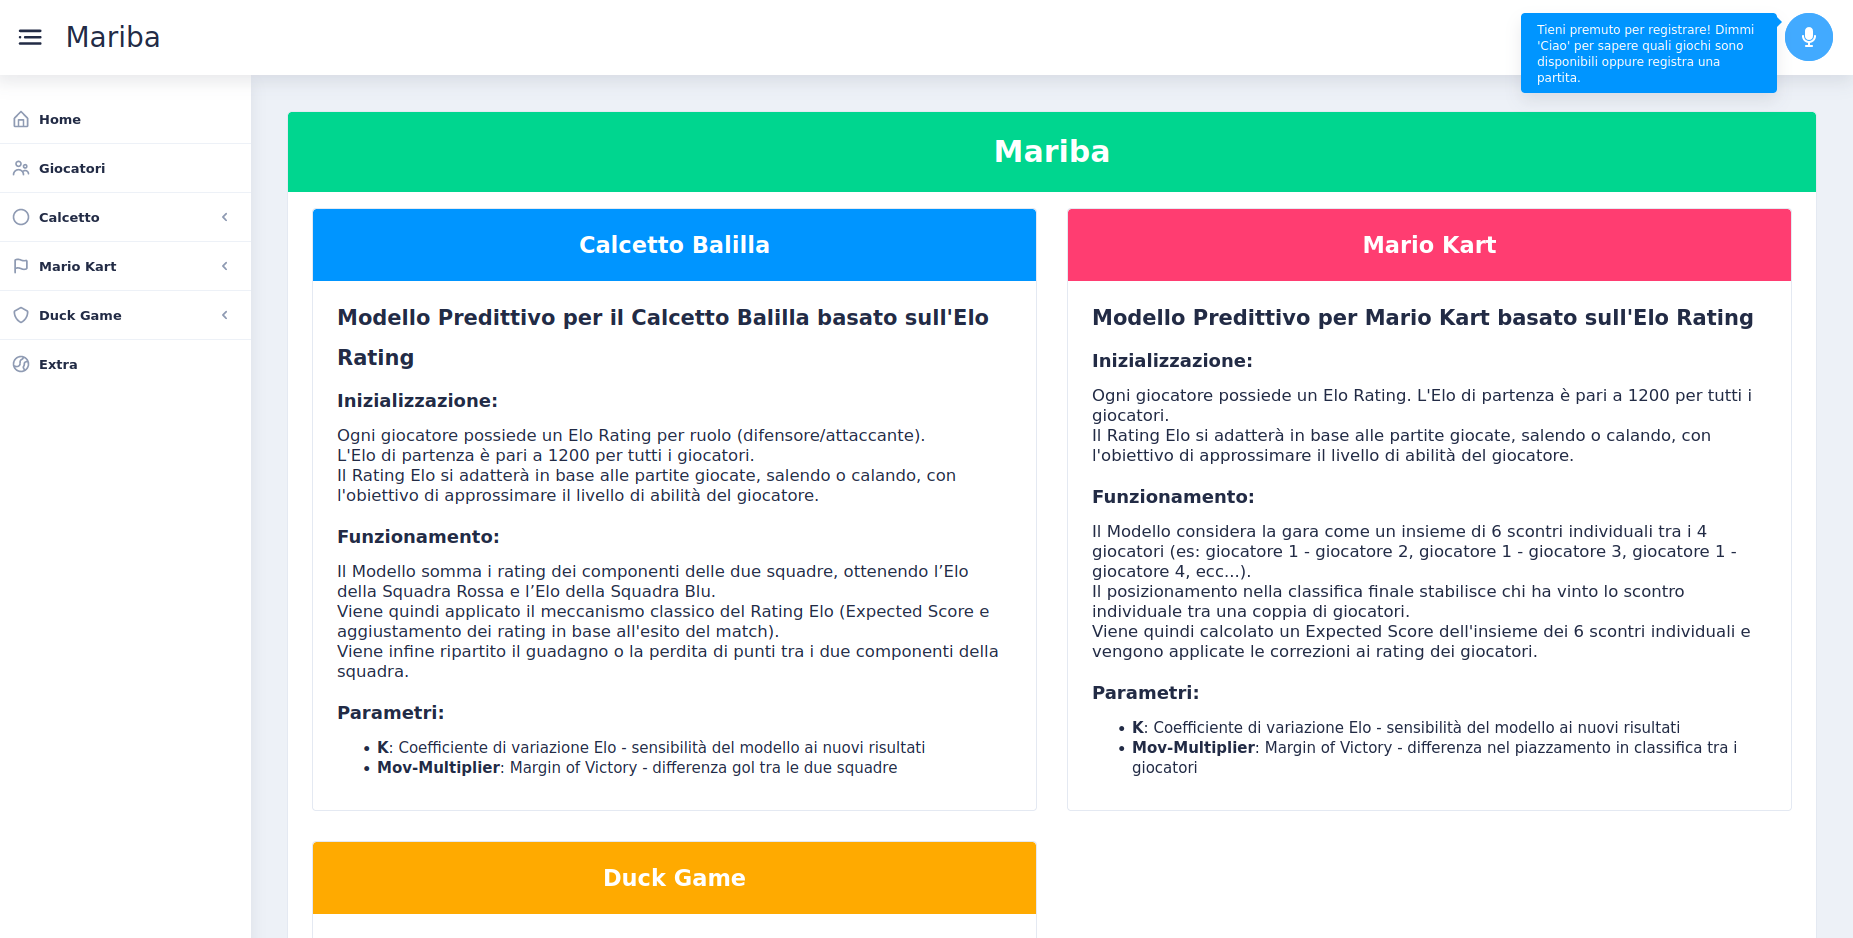 Mariba
Tieni premuto per registrare! Dimmi
'Ciao' per sapere quali giochi sono
disponibili oppure registra una
partita.
Home
Giocatori
Calcetto
Mario Kart
Duck Game
Extra
Mariba
Calcetto Balilla
Modello Predittivo per il Calcetto Balilla basato sull'Elo
Rating
Inizializzazione:
Ogni giocatore possiede un Elo Rating per ruolo (difensore/attaccante).
L'Elo di partenza è pari a 1200 per tutti i giocatori.
Il Rating Elo si adatterà in base alle partite giocate, salendo o calando, con
l'obiettivo di approssimare il livello di abilità del giocatore.
Funzionamento:
Il Modello somma i rating dei componenti delle due squadre, ottenendo l’Elo
della Squadra Rossa e l’Elo della Squadra Blu.
Viene quindi applicato il meccanismo classico del Rating Elo (Expected Score e
aggiustamento dei rating in base all'esito del match).
Viene infine ripartito il guadagno o la perdita di punti tra i due componenti della
squadra.
Parametri:
• K: Coefficiente di variazione Elo - sensibilità del modello ai nuovi risultati
• Mov-Multiplier: Margin of Victory - differenza gol tra le due squadre
Mario Kart
Modello Predittivo per Mario Kart basato sull'Elo Rating
Inizializzazione:
Ogni giocatore possiede un Elo Rating. L'Elo di partenza è pari a 1200 per tutti i
giocatori.
Il Rating Elo si adatterà in base alle partite giocate, salendo o calando, con
l'obiettivo di approssimare il livello di abilità del giocatore.
Funzionamento:
Il Modello considera la gara come un insieme di 6 scontri individuali tra i 4
giocatori (es: giocatore 1 - giocatore 2, giocatore 1 - giocatore 3, giocatore 1 -
giocatore 4, ecc...).
Il posizionamento nella classifica finale stabilisce chi ha vinto lo scontro
individuale tra una coppia di giocatori.
Viene quindi calcolato un Expected Score dell'insieme dei 6 scontri individuali e
vengono applicate le correzioni ai rating dei giocatori.
Parametri:
• K: Coefficiente di variazione Elo - sensibilità del modello ai nuovi risultati
• Mov-Multiplier: Margin of Victory - differenza nel piazzamento in classifica tra i
giocatori
Duck Game